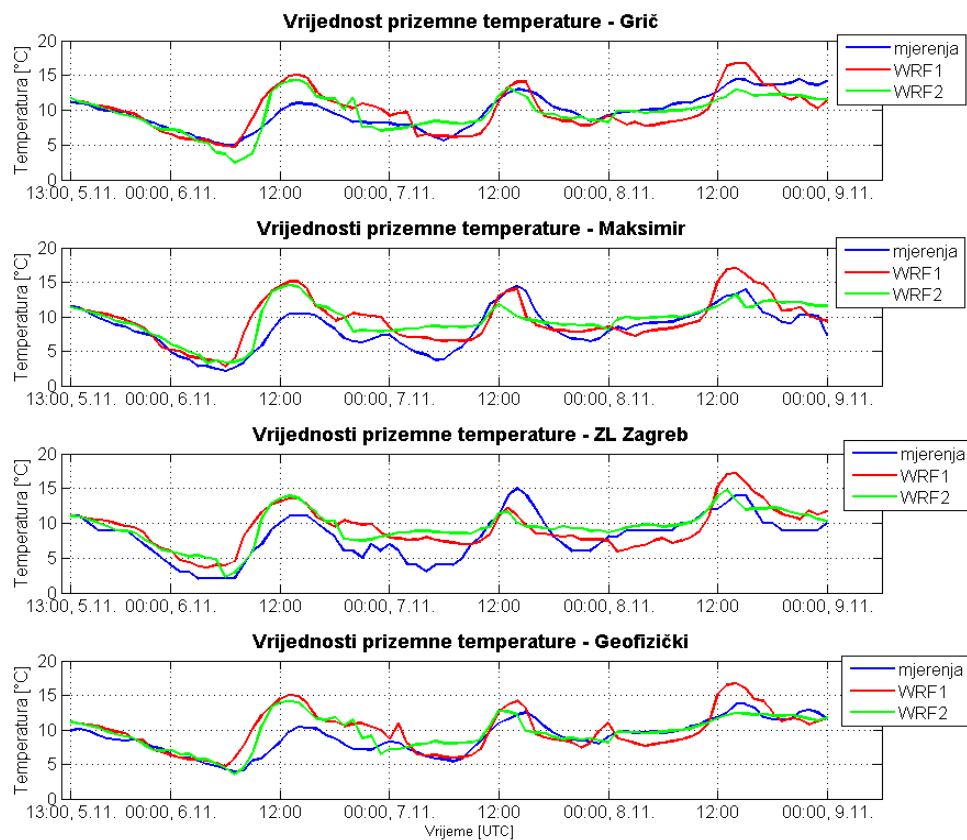 Vrijednost prizemne temperature - Grič
Temperatura [°C]
20
15
10
5
0
13:00, 5.11. 00:00, 6.11. 12:00 00:00, 7.11. 12:00 00:00, 8.11. 12:00 00:00, 9.11.
mjerenja
WRF1
WRF2
Vrijednosti prizemne temperature - Maksimir
Temperatura [°C]
20
15
10
5
0
13:00, 5.11. 00:00, 6.11. 12:00 00:00, 7.11. 12:00 00:00, 8.11. 12:00 00:00, 9.11.
mjerenja
WRF1
WRF2
Vrijednosti prizemne temperature - ZL Zagreb
Temperatura [°C]
20
15
10
5
0
13:00, 5.11. 00:00, 6.11. 12:00 00:00, 7.11. 12:00 00:00, 8.11. 12:00 00:00, 9.11.
mjerenja
WRF1
WRF2
Vrijednosti prizemne temperature - Geofizički
Temperatura [°C]
20
15
10
5
0
13:00, 5.11. 00:00, 6.11. 12:00 00:00, 7.11. 12:00 00:00, 8.11. 12:00 00:00, 9.11.
Vrijeme [UTC]
mjerenja
WRF1
WRF2